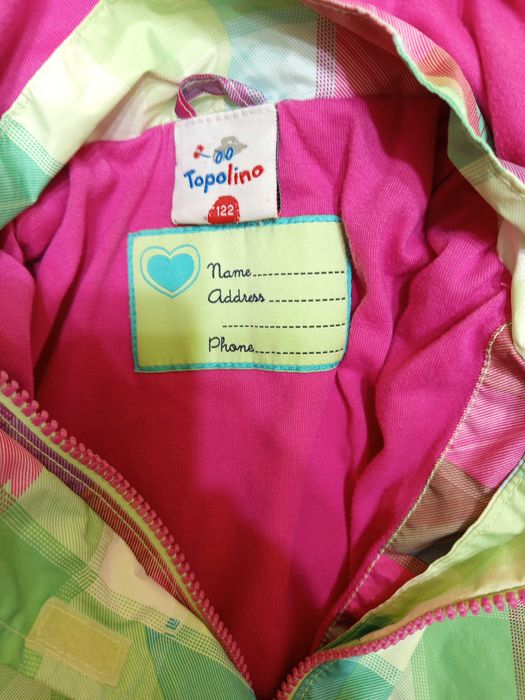 Topolino
122
Name
Address
Phone